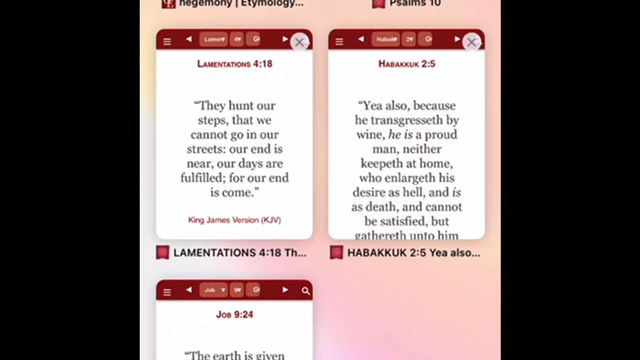 hegemony | Etymology...
Psalms 10
Lame
LAMENTATIONS 4:18
“They hunt our
steps, that we
cannot go in our
streets: our end is
near, our days are
fulfilled; for our end
is come.”
King James Version (KJV)
LAMENTATIONS 4:18 Th...
Habak
HABAKKUK 2:5
“Yea also, because
he transgresseth by
wine, he is a proud
man, neither
keepeth at home,
who enlargeth his
desire as hell, and is
as death, and cannot
be satisfied, but
gathereth unto him
HABAKKUK 2:5 Yea also...
Job
JOB 9:24
“The earth is given